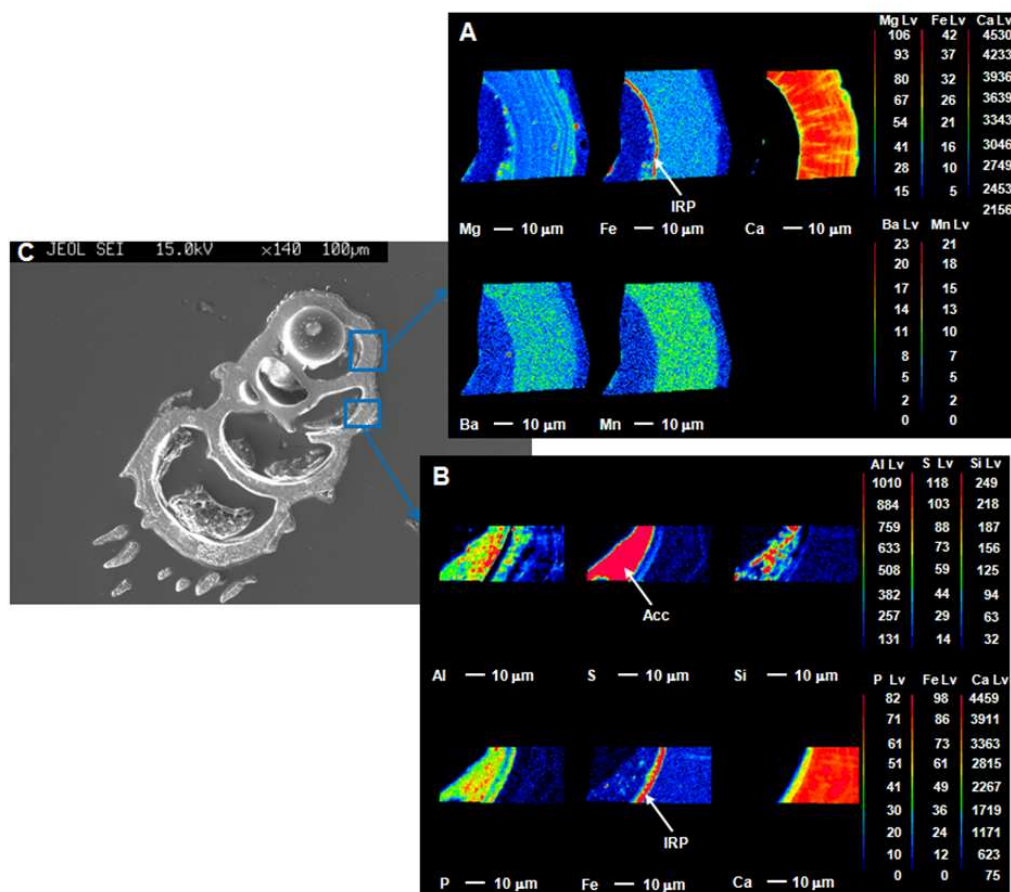 A
Mg Lv Fe Lv Ca Lv
106 42 4530
93 37 4233
80 32 3936
67 26 3639
54 21 3343
41 16 3046
28 10 2749
15 5 2453
2156
IRP
Mg 10 µm Fe 10 µm Ca 10 µm
Ba Lv Mn Lv
23 21
20 18
17 15
14 13
11 10
8 7
5 5
2 2
0 0
Ba 10 µm Mn 10 µm
C JEOL SEI 15.0kV ×140 100µm
B
Al Lv S Lv Si Lv
1010 118 249
884 103 218
759 88 187
633 73 156
508 59 125
382 44 94
257 29 63
131 14 32
Acc
Al 10 µm S 10 µm Si 10 µm
P Lv Fe Lv Ca Lv
82 98 4459
71 86 3911
61 73 3363
51 61 2815
41 49 2267
30 36 1719
20 24 1171
10 12 623
0 0 75
IRP
P 10 µm Fe 10 µm Ca 10 µm